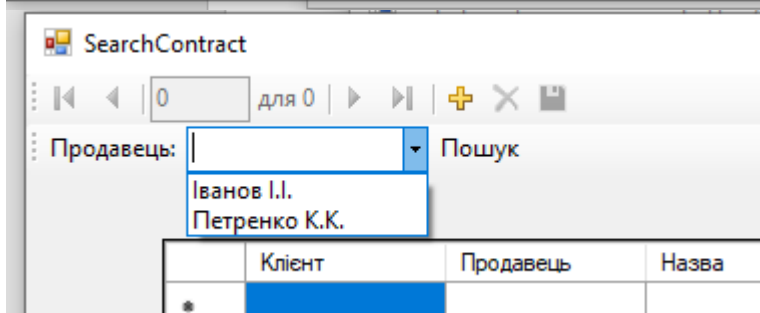 SearchContract
0 для 0
Продавець: Пошук
Іванов І.І.
Петренко К.К.
Клієнт Продавець Назва
*